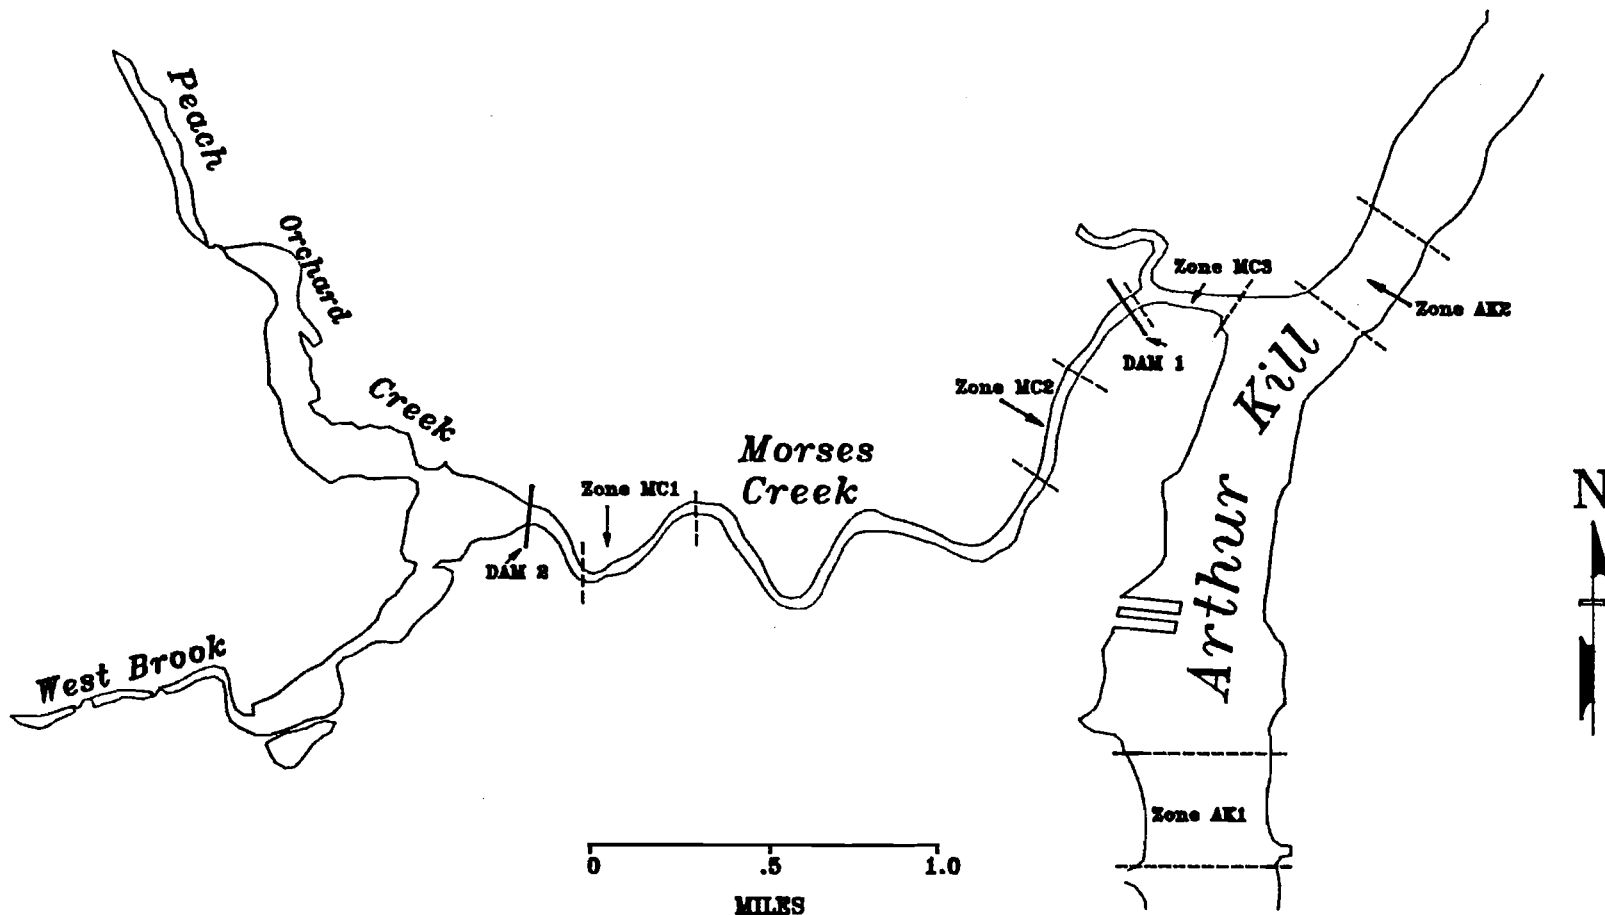 Peach
Orchard
Creek
Zone MC3
Zone AK2
DAM 1
Kill
Zone MC2
Morses
Creek
Zone MC1
N
Arthur
DAM 2
West Brook
Zone AK1
0 .5 1.0
MILES